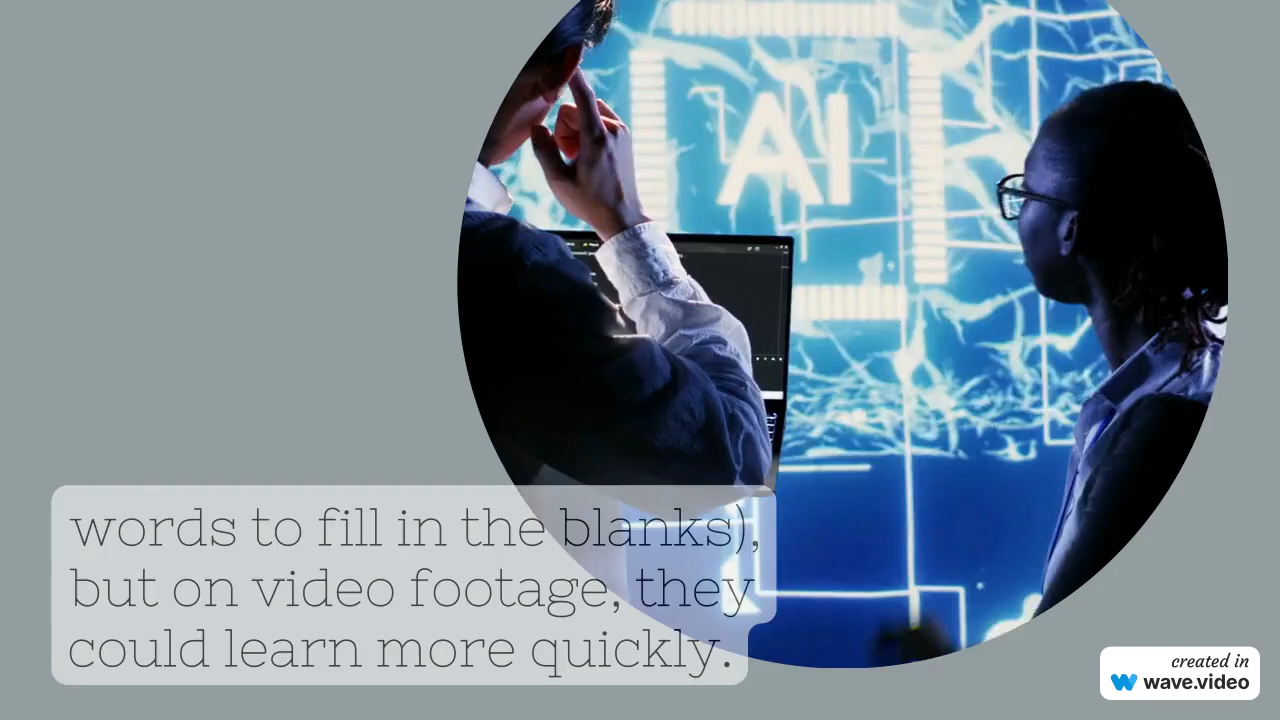 AI
words to fill in the blanks),
but on video footage, they
could learn more quickly.
created in
wave.video